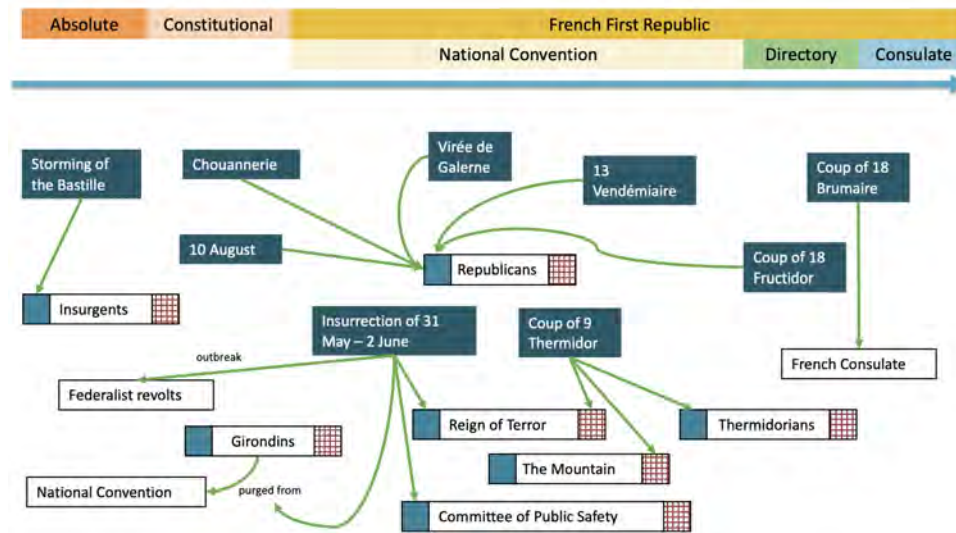 Absolute
Constitutional
French First Republic
National Convention
Directory
Consulate
Storming of
the Bastille
Chouannerie
Virée de
Galerne
13
Vendémiaire
Coup of 18
Brumaire
10 August
Republicans
Coup of 18
Fructidor
Insurgents
Insurrection of 31
May – 2 June
Coup of 9
Thermidor
outbreak
French Consulate
Federalist revolts
Reign of Terror
Thermidorians
Girondins
The Mountain
National Convention
purged from
Committee of Public Safety